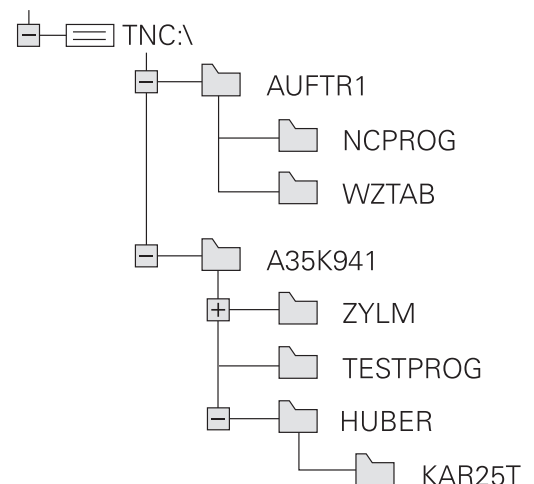 TNC:\
AUFTR1
NCPROG
WZTAB
A35K941
ZYLM
TESTPROG
HUBER
KAR25T